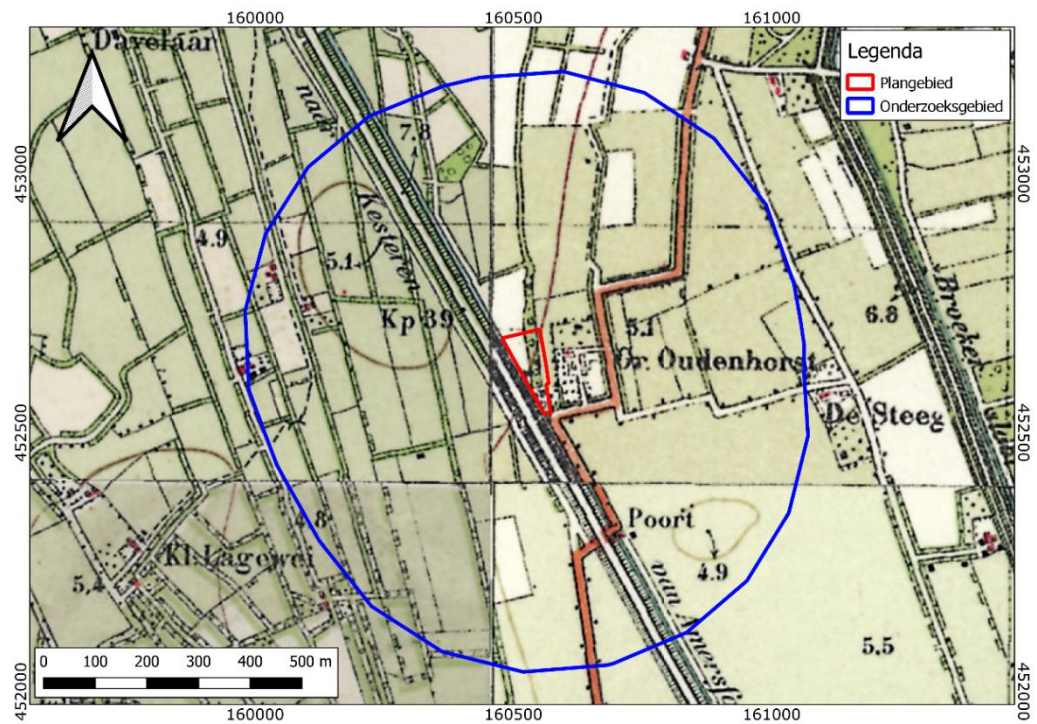 160000 160500 161000
453000
452500
452000
453000
452500
452000
160000 160500 161000
Legenda
Plangebied
Onderzoeksgebied
Davelaar
naar
Kesteren
7.8
4.9
5.1
Kp 39
5.1
Gr. Oudenhorst
6.8
Broeker
De Steeg
Poort
4.9
van Amersfo
4.8
Kl. Lagewei
5.4
5.5
0 100 200 300 400 500 m